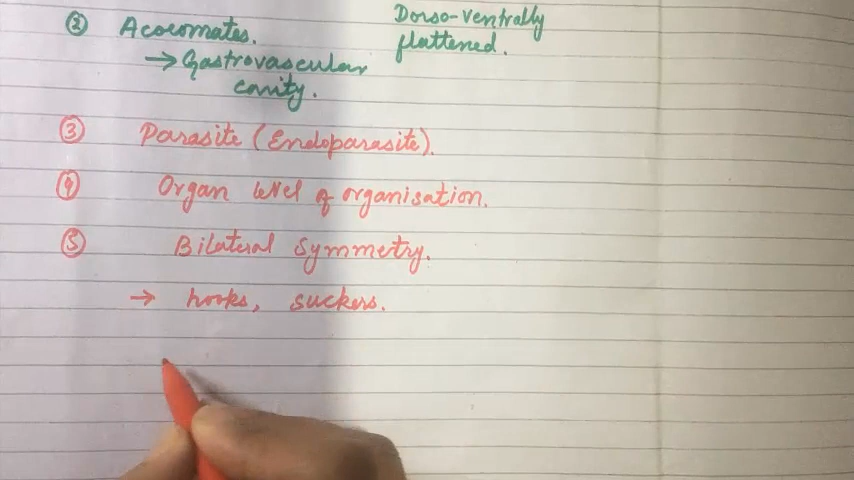 ② Acoeomates.
Dorso-ventrally
flattened.
→ Gastrovascular
cavity.
③ Parasite (Endoparasite).
④ Organ level of organisation.
⑤ Bilateral Symmetry.
→ hooks, suckers.